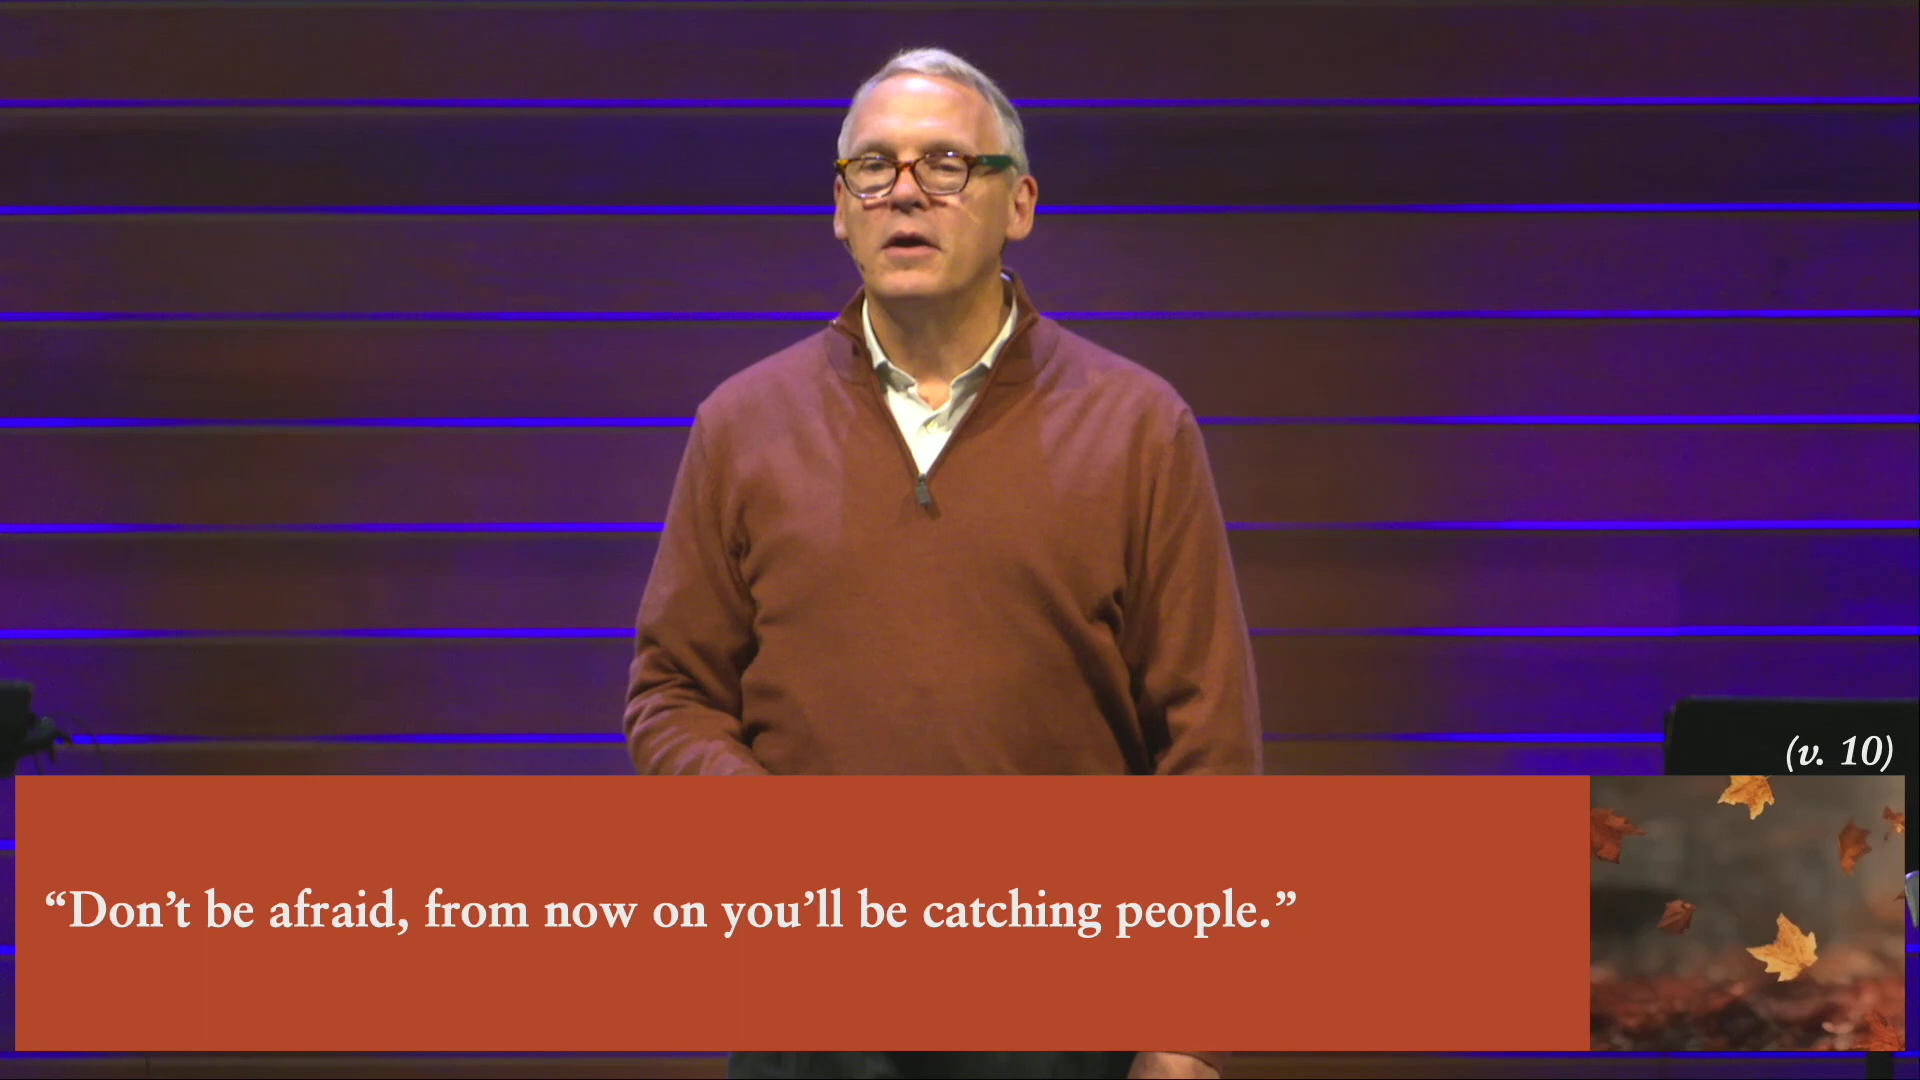 (v. 10)
“Don’t be afraid, from now on you’ll be catching people.”